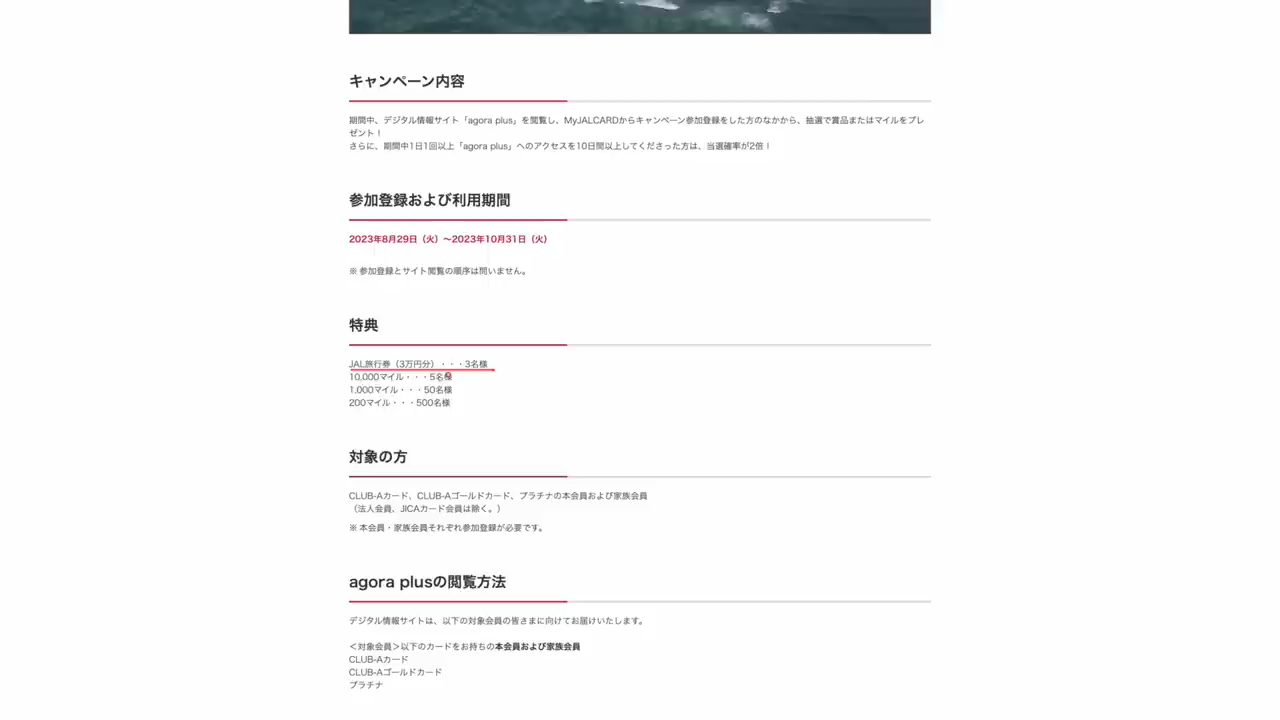 キャンペーン内容
期間中、デジタル情報サイト「agora plus」を閲覧し、MyJALCARDからキャンペーン参加登録をした方のなかから、抽選で賞品またはマイルをプレ
ゼント！
さらに、期間中1日1回以上「agora plus」へのアクセスを10日間以上してくださった方は、当選確率が2倍！
参加登録および利用期間
2023年8月29日（火）〜2023年10月31日（火）
※ 参加登録とサイト閲覧の順序は問いません。
特典
JAL旅行券（3万円分）・・・3名様
10,000マイル・・・5名様
1,000マイル・・・50名様
200マイル・・・500名様
対象の方
CLUB-Aカード、CLUB-Aゴールドカード、プラチナの本会員および家族会員
（法人会員、JICAカード会員は除く。）
※ 本会員・家族会員それぞれ参加登録が必要です。
agora plusの閲覧方法
デジタル情報サイトは、以下の対象会員の皆さまに向けてお届けいたします。
＜対象会員＞以下のカードをお持ちの本会員および家族会員
CLUB-Aカード
CLUB-Aゴールドカード
プラチナ